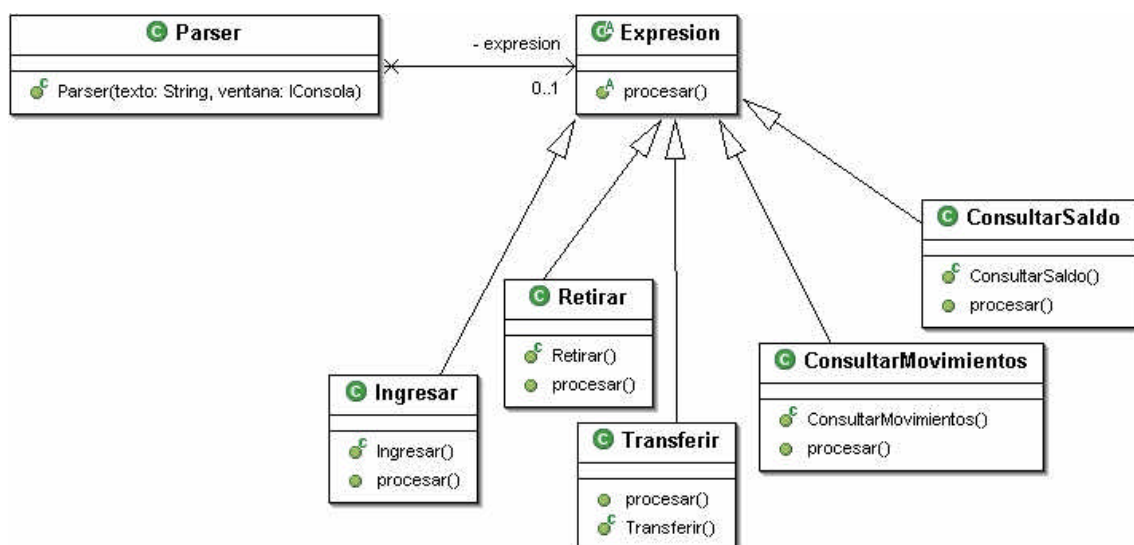 Parser
Parser(texto: String, ventana: IConsola)
- expresion
0..1
Expresion
procesar()
ConsultarSaldo
ConsultarSaldo()
procesar()
Retirar
Retirar()
procesar()
ConsultarMovimientos
ConsultarMovimientos()
procesar()
Ingresar
Ingresar()
procesar()
Transferir
procesar()
Transferir()